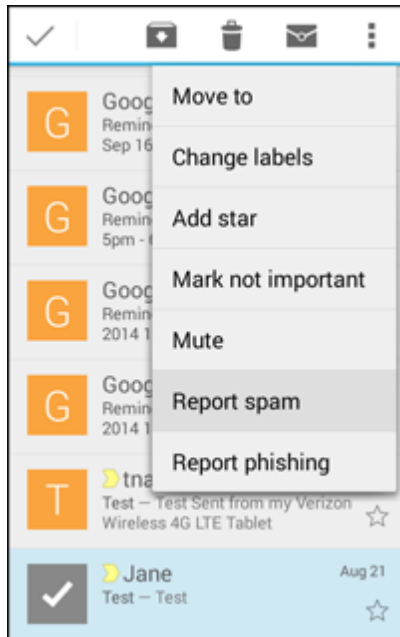 Move to
Change labels
Add star
Mark not important
Mute
Report spam
Report phishing
G
Goog
Remin
Sep 16
G
Goog
Remin
5pm -
G
Goog
Remin
2014 1
G
Goog
Remin
2014 1
T
tna
Test – Test Sent from my Verizon
Wireless 4G LTE Tablet
Jane
Aug 21
Test – Test